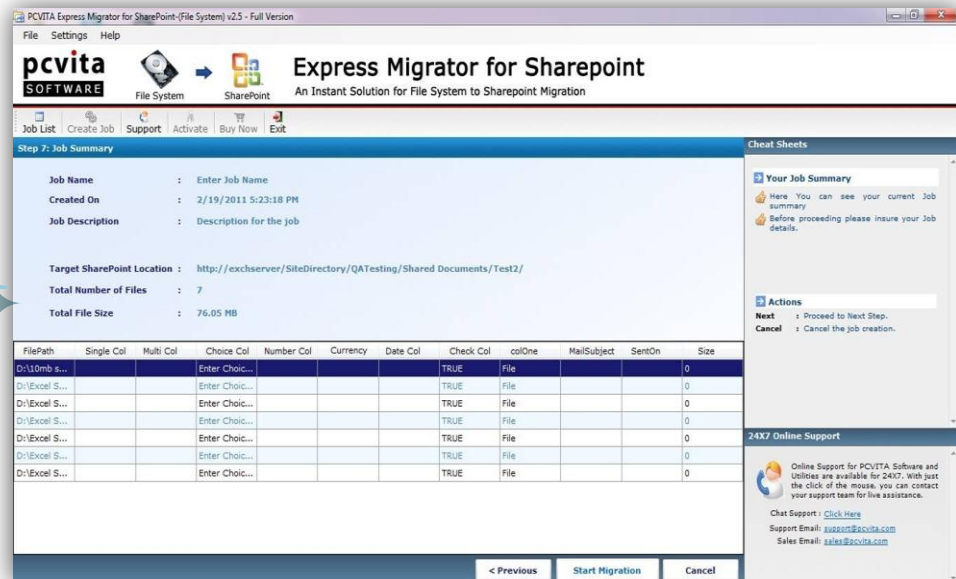 PCVITA Express Migrator for SharePoint-(File System) v2.5 - Full Version
File Settings Help
pcvita
SOFTWARE
File System
SharePoint
Express Migrator for Sharepoint
An Instant Solution for File System to Sharepoint Migration
Job List Create Job Support Activate Buy Now Exit
Step 7: Job Summary
Job Name : Enter Job Name
Created On : 2/19/2011 5:23:18 PM
Job Description : Description for the job
Target SharePoint Location : http://exchserver/SiteDirectory/QATesting/Shared Documents/Test2/
Total Number of Files : 7
Total File Size : 76.05 MB
FilePath Single Col Multi Col Choice Col Number Col Currency Date Col Check Col colOne MailSubject SentOn Size
D:\10mb s... Enter Choic... TRUE File 0
D:\Excel S... Enter Choic... TRUE File 0
D:\Excel S... Enter Choic... TRUE File 0
D:\Excel S... Enter Choic... TRUE File 0
D:\Excel S... Enter Choic... TRUE File 0
D:\Excel S... Enter Choic... TRUE File 0
D:\Excel S... Enter Choic... TRUE File 0
< Previous Start Migration Cancel
Cheat Sheets
Your Job Summary
Here You can see your current Job
summary
Before proceeding please insure your Job
details.
Actions
Next : Proceed to Next Step.
Cancel : Cancel the job creation.
24X7 Online Support
Online Support for PCVITA Software and
Utilities are available for 24X7. With just
the click of the mouse, you can contact
your support team for live assistance.
Chat Support : Click Here
Support Email: support@pcvita.com
Sales Email: sales@pcvita.com